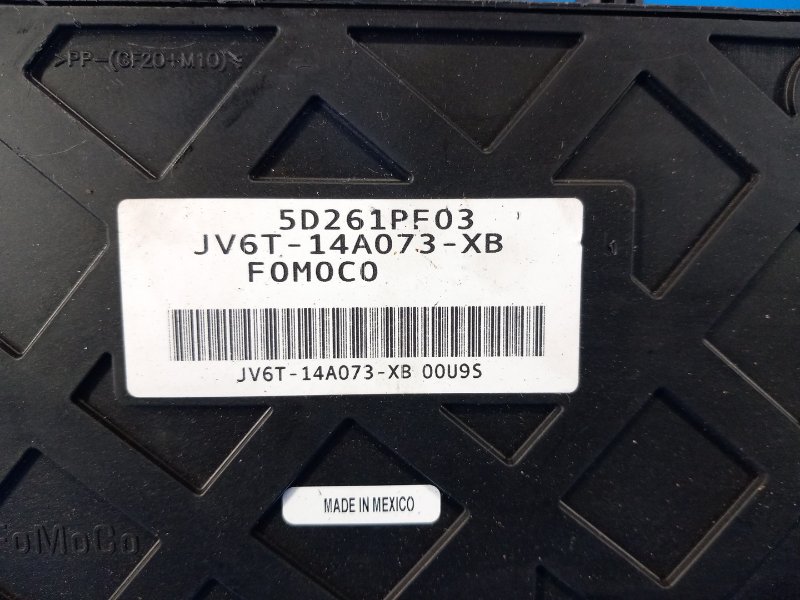 >PP-(GF20+M10)<
5D261PF03
JV6T-14A073-XB
FOMOCO
JV6T-14A073-XB 00U9S
MADE IN MEXICO
FoMoCo